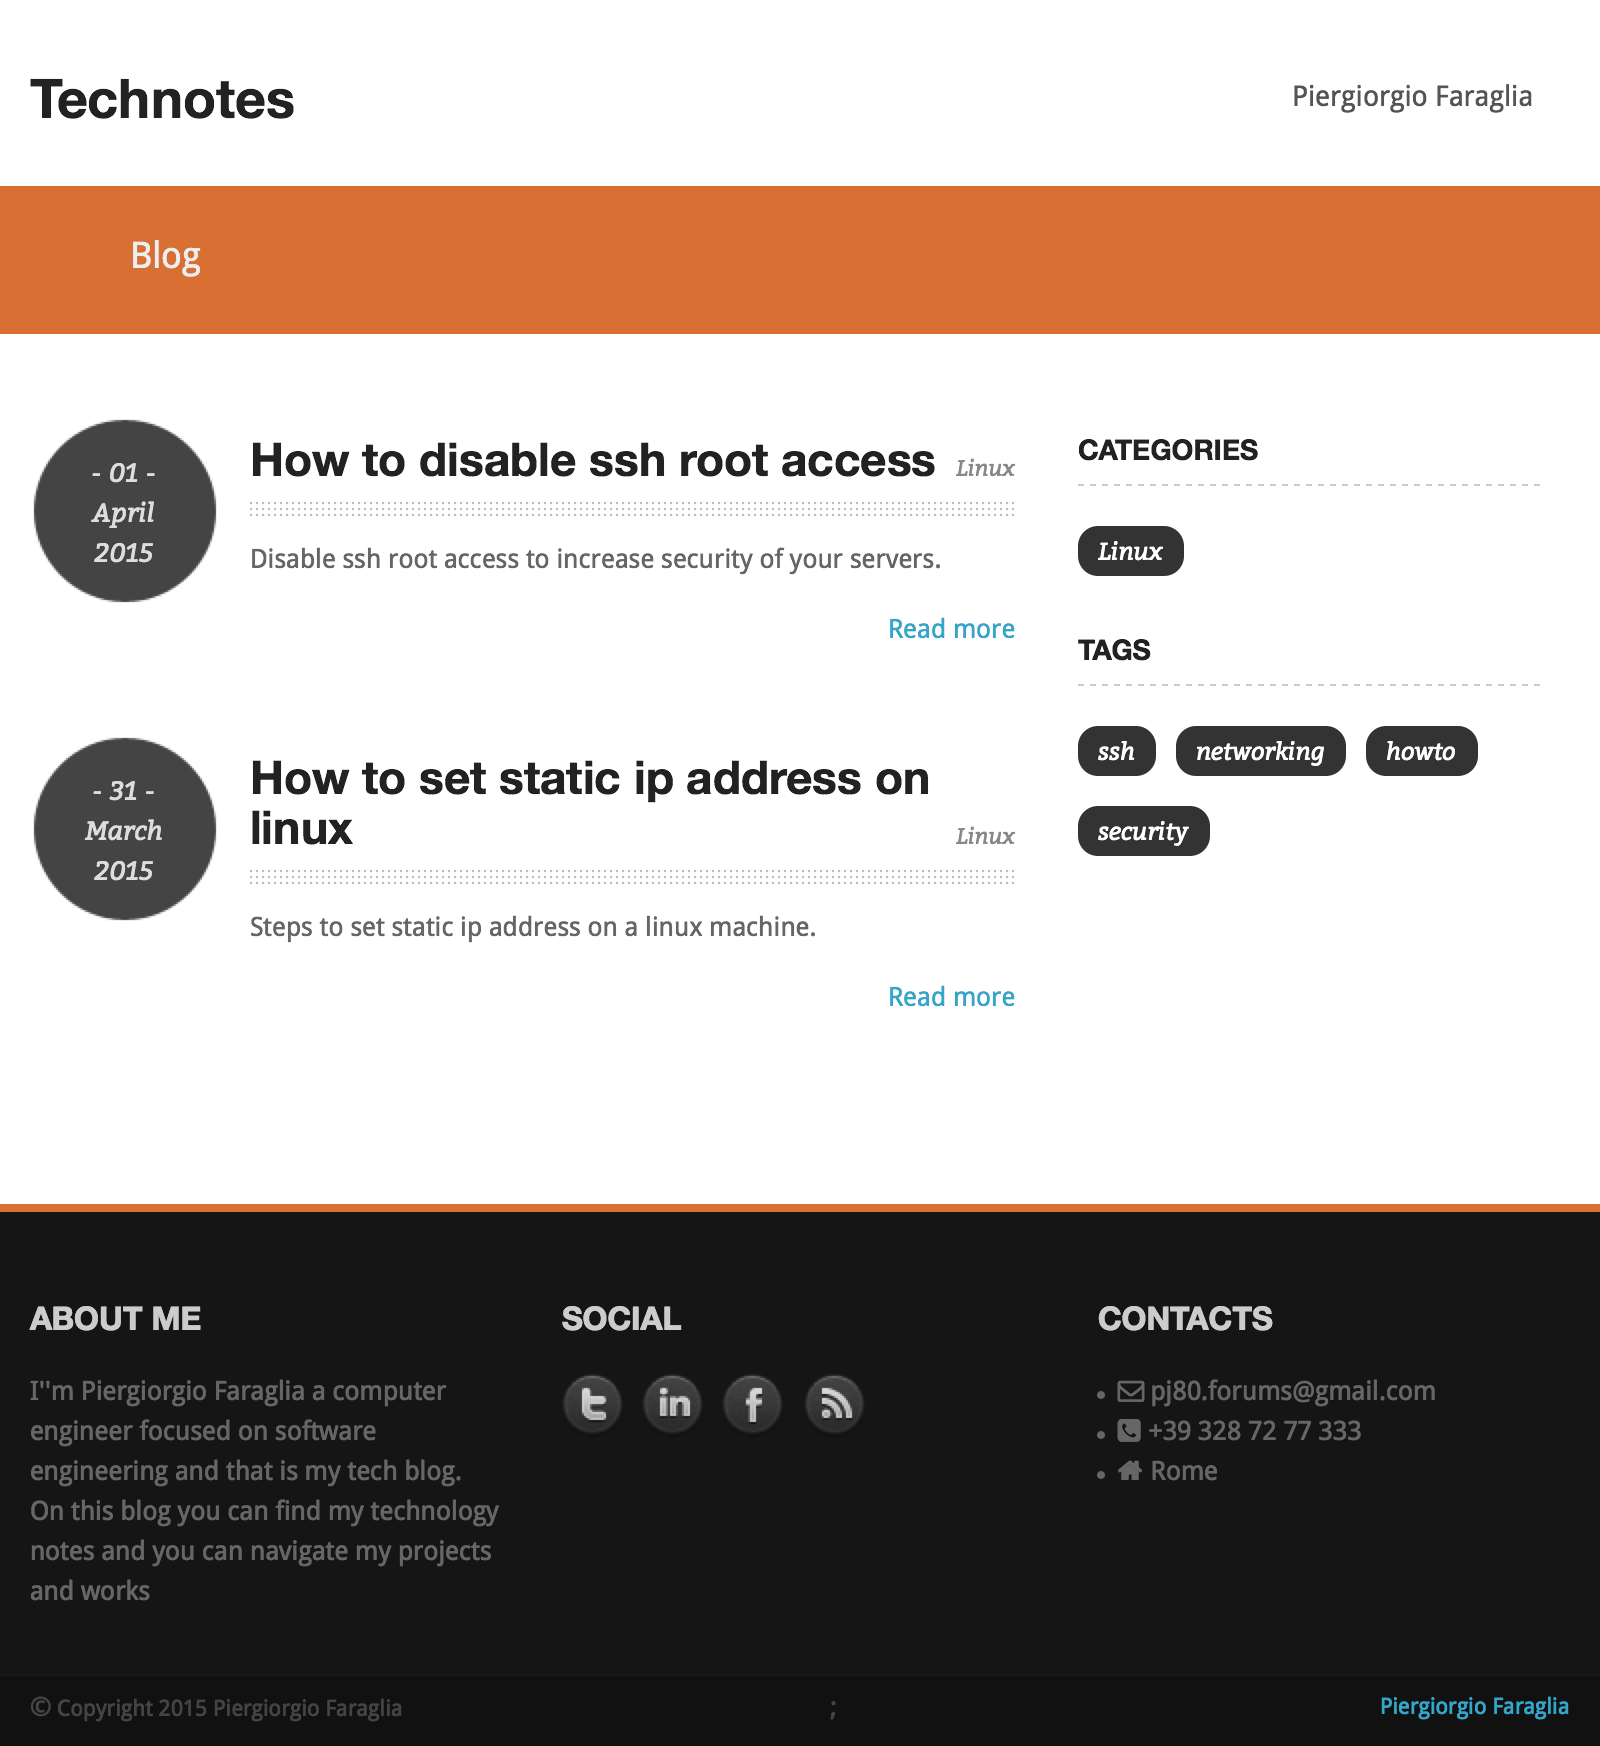 Technotes
Piergiorgio Faraglia
Blog
- 01 -
April
2015
How to disable ssh root access
Linux
Disable ssh root access to increase security of your servers.
Read more
- 31 -
March
2015
How to set static ip address on
linux
Linux
Steps to set static ip address on a linux machine.
Read more
CATEGORIES
Linux
TAGS
ssh networking howto
security
ABOUT ME
I''m Piergiorgio Faraglia a computer
engineer focused on software
engineering and that is my tech blog.
On this blog you can find my technology
notes and you can navigate my projects
and works
SOCIAL
CONTACTS
pj80.forums@gmail.com
+39 328 72 77 333
Rome
© Copyright 2015 Piergiorgio Faraglia
;
Piergiorgio Faraglia